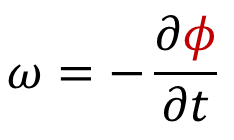 ω = − ∂ϕ/∂t